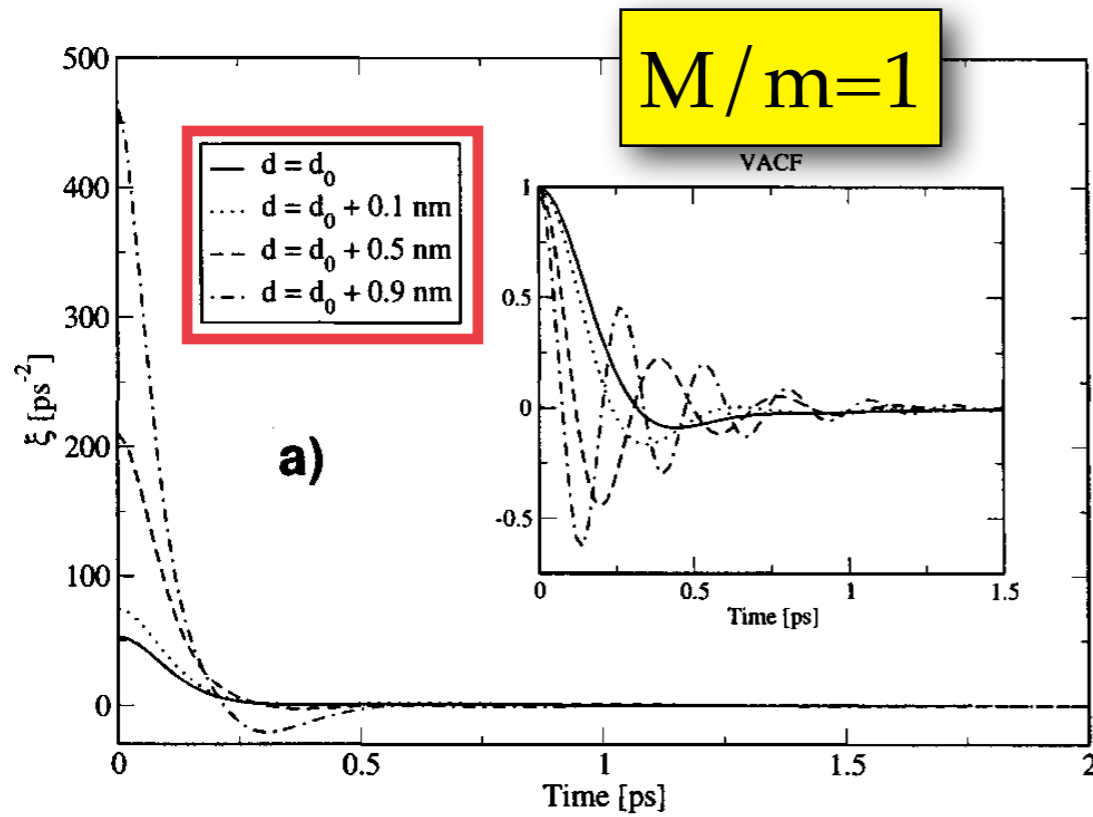 M/m=1
500
400
300
200
100
0
ξ [ps⁻²]
d = d₀
d = d₀ + 0.1 nm
d = d₀ + 0.5 nm
d = d₀ + 0.9 nm
a)
VACF
1
0.5
0
-0.5
0 0.5 1 1.5
Time [ps]
0 0.5 1 1.5 2
Time [ps]